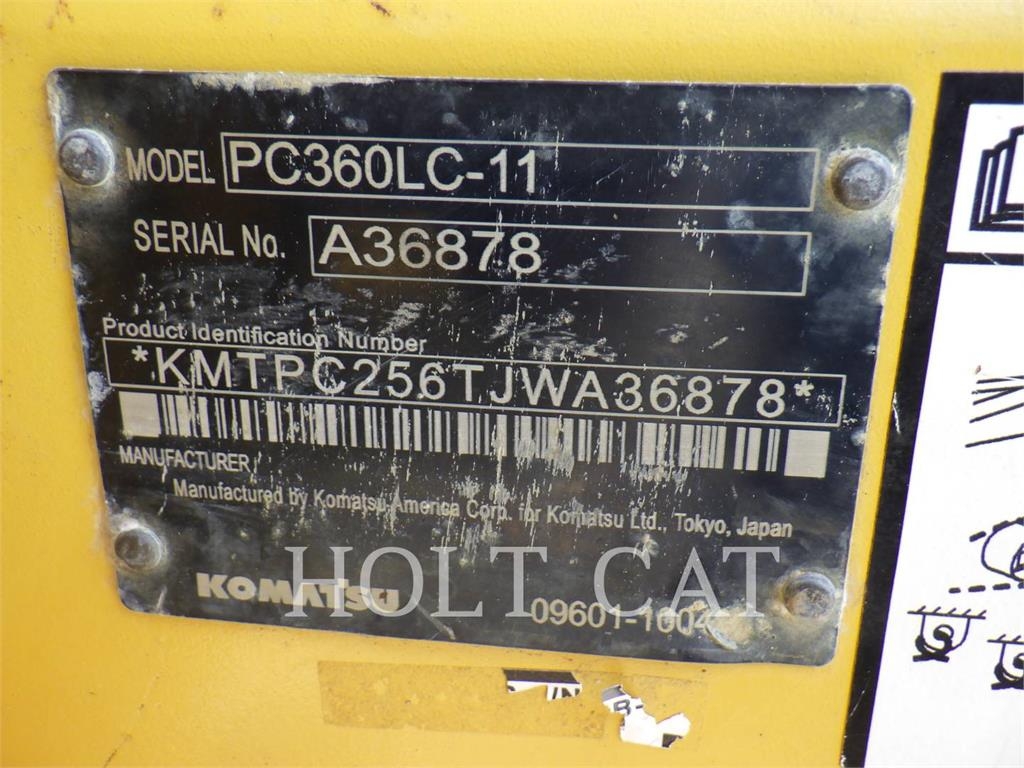 MODEL PC360LC-11
SERIAL No. A36878
Product Identification Number
*KMTPC256TJWA36878*
MANUFACTURER
Manufactured by Komatsu America Corp. for Komatsu Ltd., Tokyo, Japan
HOLT CAT
KOMATSU
09601-1004